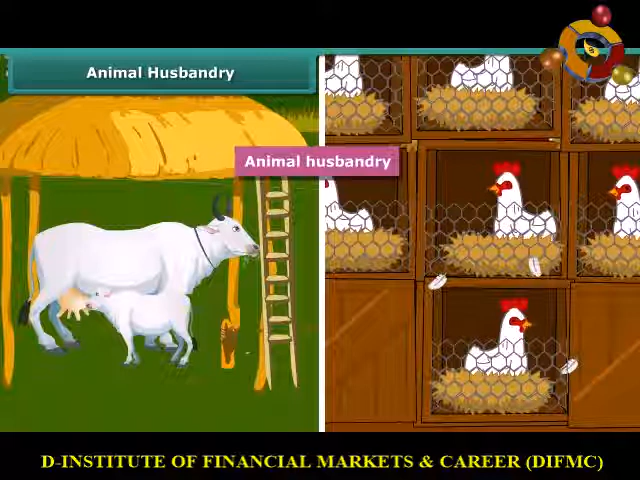 Animal Husbandry
Animal husbandry
D-INSTITUTE OF FINANCIAL MARKETS & CAREER (DIFMC)